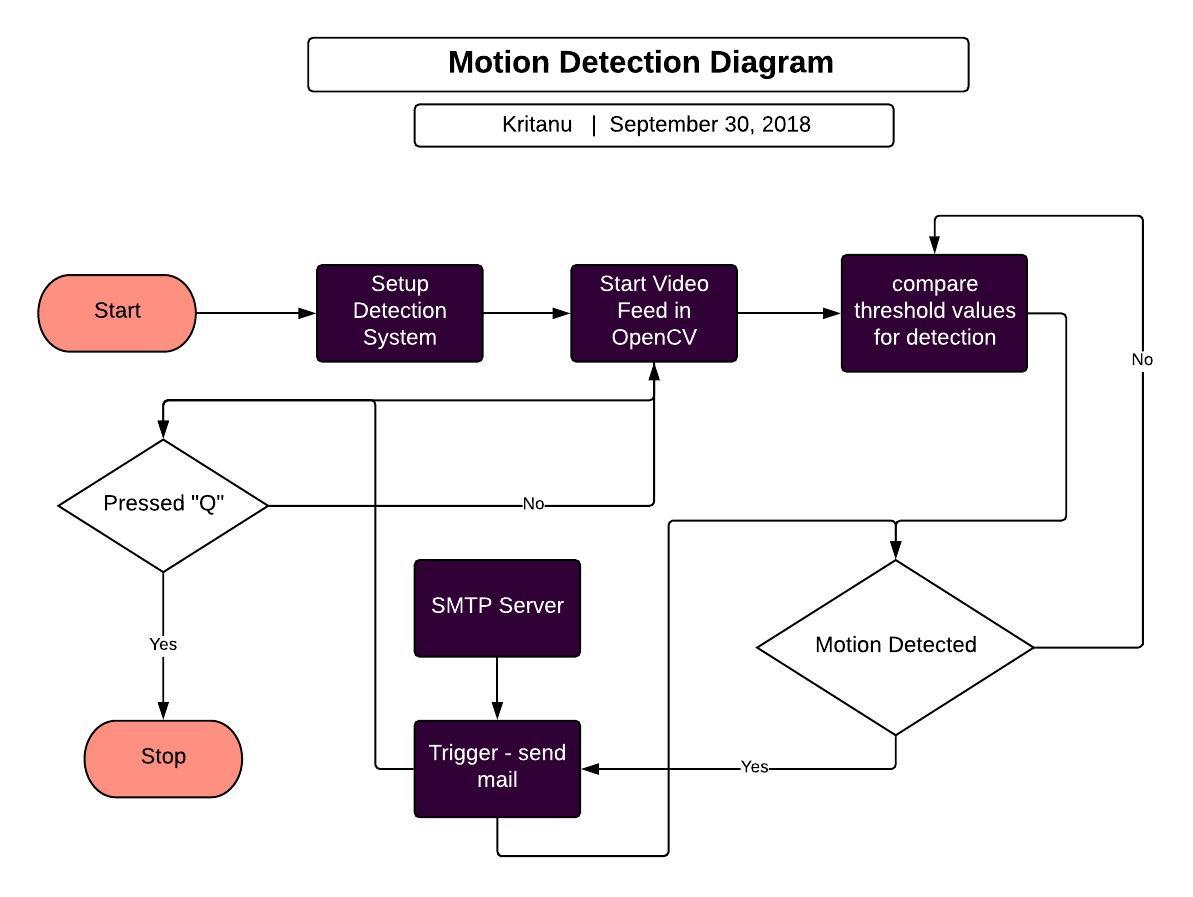 Motion Detection Diagram
Kritanu | September 30, 2018
Start
Setup
Detection
System
Start Video
Feed in
OpenCV
compare
threshold values
for detection
No
Pressed "Q"
No
SMTP Server
Motion Detected
Yes
Stop
Trigger - send
mail
Yes